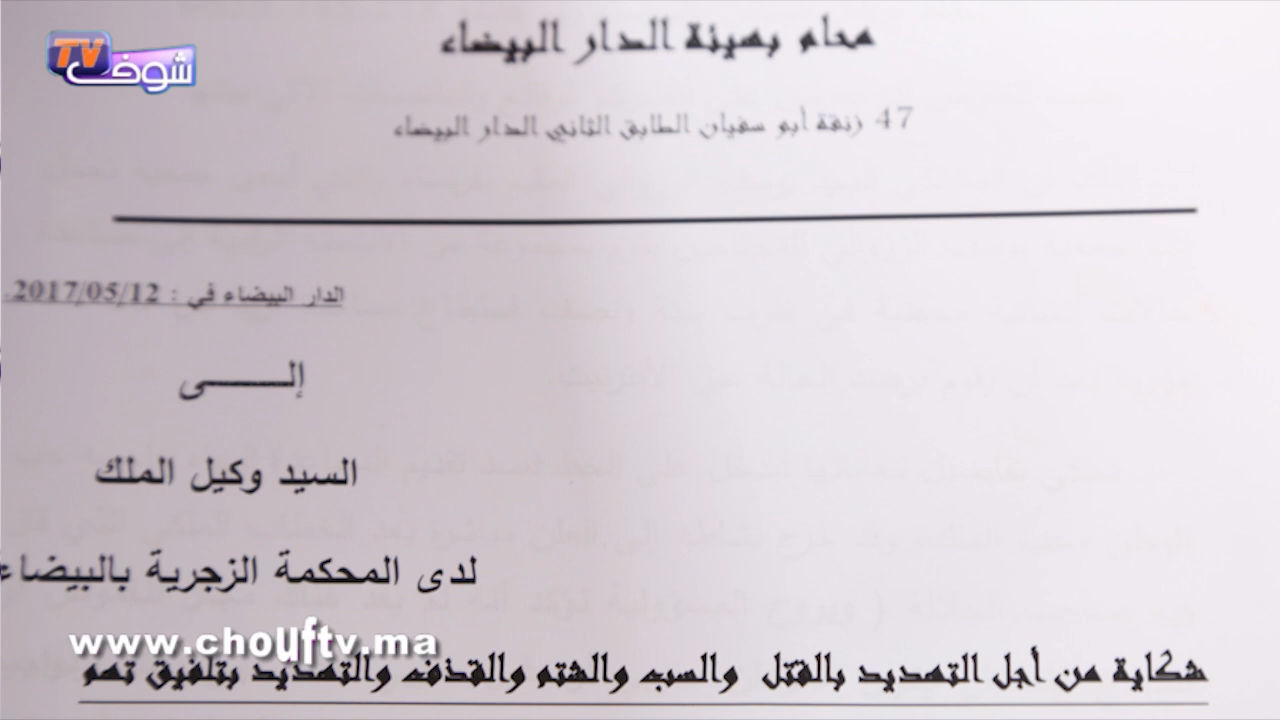 TV شوف
محام بهيئة الدار البيضاء
47 زنقة أبو سفيان الطابق الثاني الدار البيضاء
الدار البيضاء في : 2017/05/12.
إلـــــى
السيد وكيل الملك
لدى المحكمة الزجرية بالبيضاء
www.chouftv.ma
شكاية من أجل التهديد بالقتل والسب والشتم والقذف والتهديد بتلفيق تهم